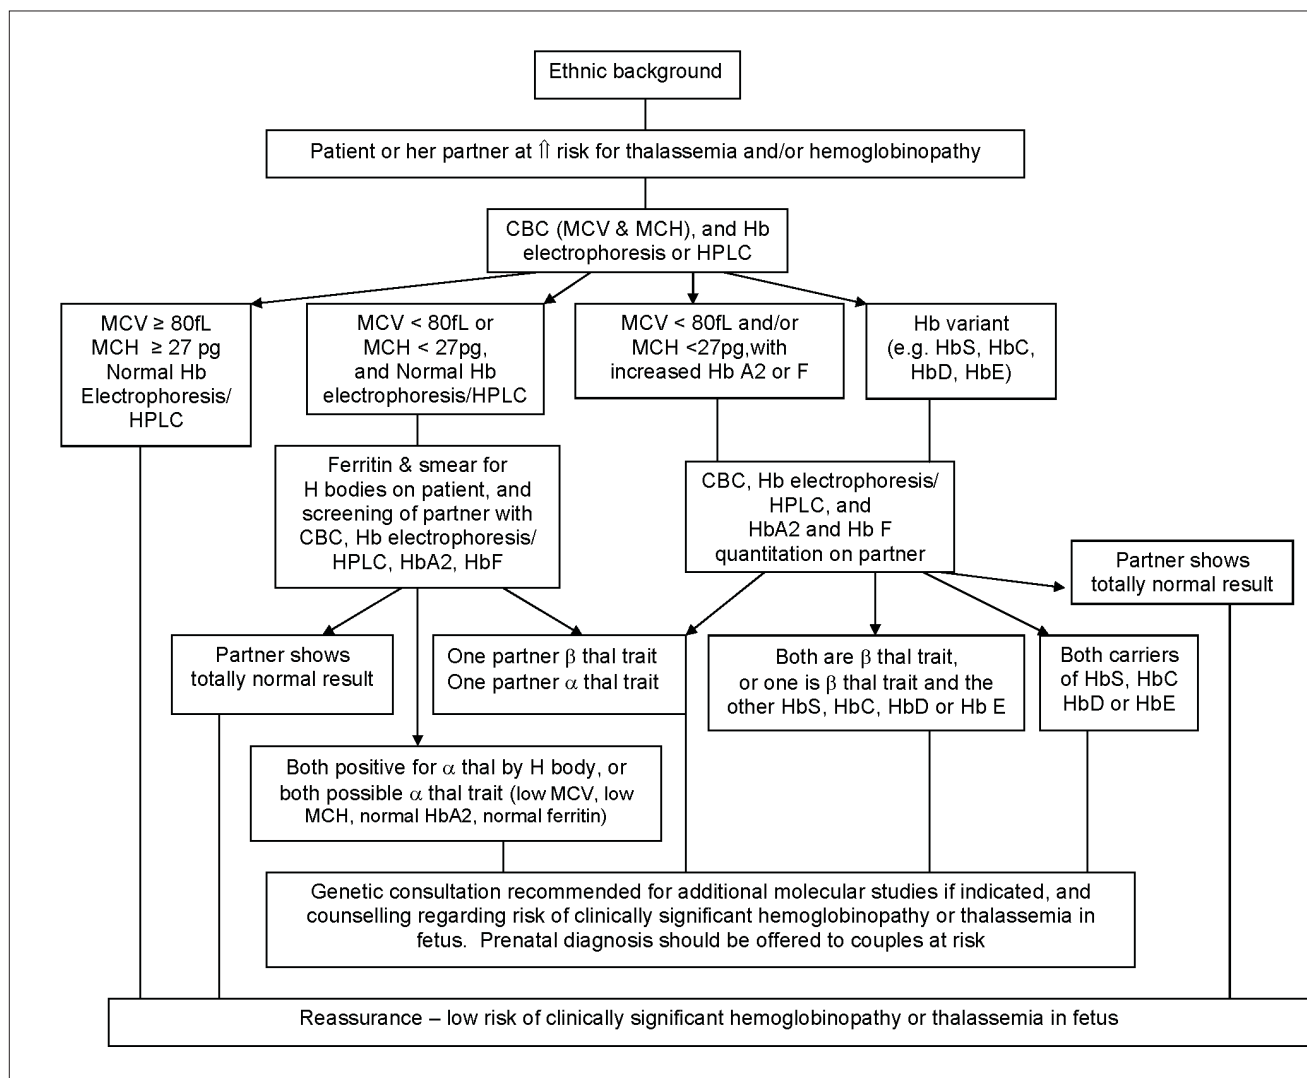 Ethnic background
Patient or her partner at ⇑ risk for thalassemia and/or hemoglobinopathy
CBC (MCV & MCH), and Hb
electrophoresis or HPLC
MCV ≥ 80fL
MCH ≥ 27 pg
Normal Hb
Electrophoresis/
HPLC
MCV < 80fL or
MCH < 27pg,
and Normal Hb
electrophoresis/HPLC
MCV < 80fL and/or
MCH <27pg,with
increased Hb A2 or F
Hb variant
(e.g. HbS, HbC,
HbD, HbE)
Ferritin & smear for
H bodies on patient, and
screening of partner with
CBC, Hb electrophoresis/
HPLC, HbA2, HbF
CBC, Hb electrophoresis/
HPLC, and
HbA2 and Hb F
quantitation on partner
Partner shows
totally normal result
Partner shows
totally normal result
One partner β thal trait
One partner α thal trait
Both are β thal trait,
or one is β thal trait and the
other HbS, HbC, HbD or Hb E
Both carriers
of HbS, HbC
HbD or HbE
Both positive for α thal by H body, or
both possible α thal trait (low MCV, low
MCH, normal HbA2, normal ferritin)
Genetic consultation recommended for additional molecular studies if indicated, and
counselling regarding risk of clinically significant hemoglobinopathy or thalassemia in
fetus. Prenatal diagnosis should be offered to couples at risk
Reassurance – low risk of clinically significant hemoglobinopathy or thalassemia in fetus